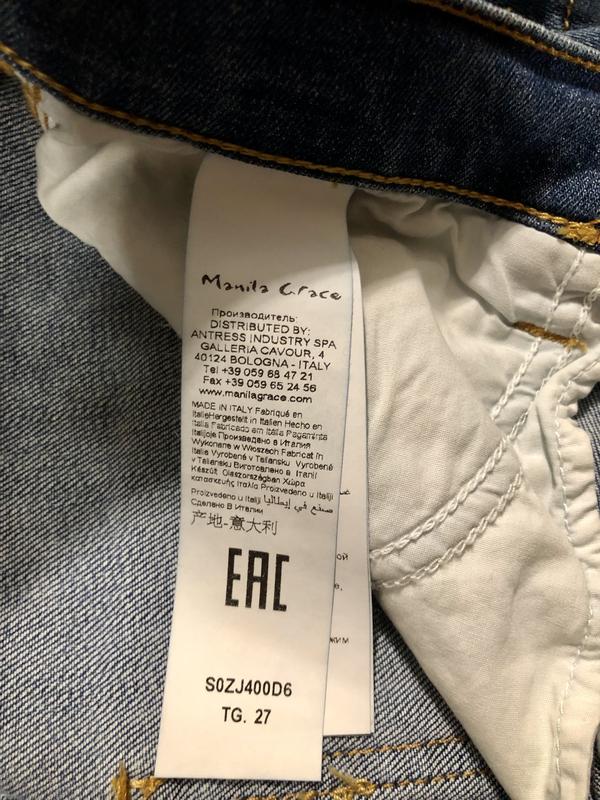 Manila Grace
Производитель:
DISTRIBUTED BY:
ANTRESS INDUSTRY SPA
GALLERIA CAVOUR, 4
40124 BOLOGNA - ITALY
Tel +39 059 68 47 21
Fax +39 059 65 24 56
www.manilagrace.com
MADE IN ITALY Fabriqué en
ItalieHergestellt in Italien Hecho en
Italia Fabricado em Itália Pagaminta
Italijoje Произведено в Италия
Wykonane w Włoszech Fabricat în
Italia Vyrobené v Taliansku Vyrobené
v Taliansku Виготовлено в Італії
Készült Olaszországban Χώρα
κατασκευής Ιταλία Proizvedeno u Italiji
Proizvedeno u Italiji صنع في إيطاليا
Сделано В Италии
产地-意大利
EAC
S0ZJ400D6
TG. 27